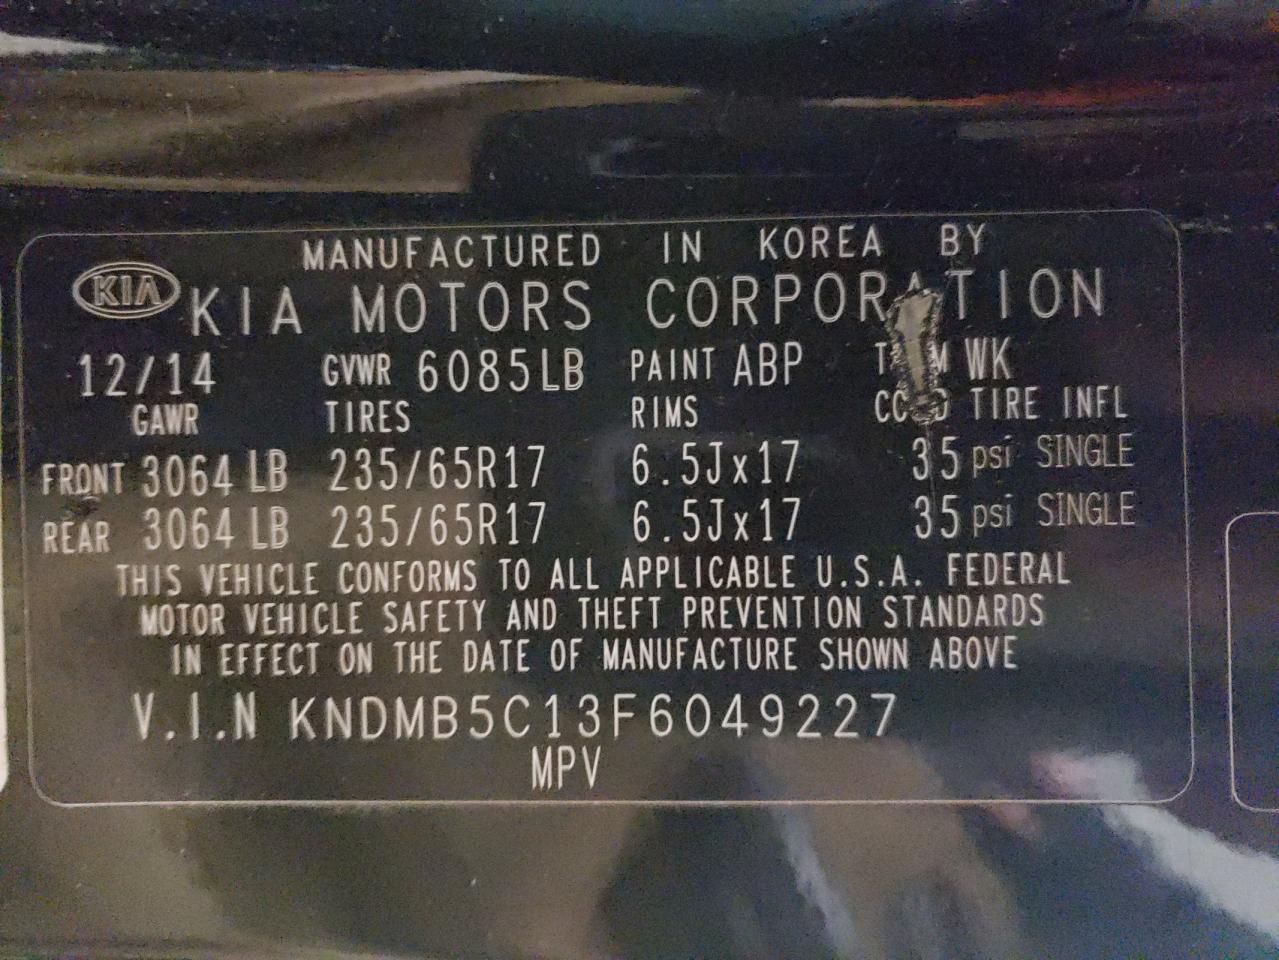 MANUFACTURED IN KOREA BY
KIA KIA MOTORS CORPORATION
12/14 GVWR 6085LB PAINT ABP WK
GAWR TIRES RIMS TIRE INFL
FRONT 3064 LB 235/65R17 6.5Jx17 35 psi SINGLE
REAR 3064 LB 235/65R17 6.5Jx17 35 psi SINGLE
THIS VEHICLE CONFORMS TO ALL APPLICABLE U.S.A. FEDERAL
MOTOR VEHICLE SAFETY AND THEFT PREVENTION STANDARDS
IN EFFECT ON THE DATE OF MANUFACTURE SHOWN ABOVE
V.I.N KNDMB5C13F6049227
MPV